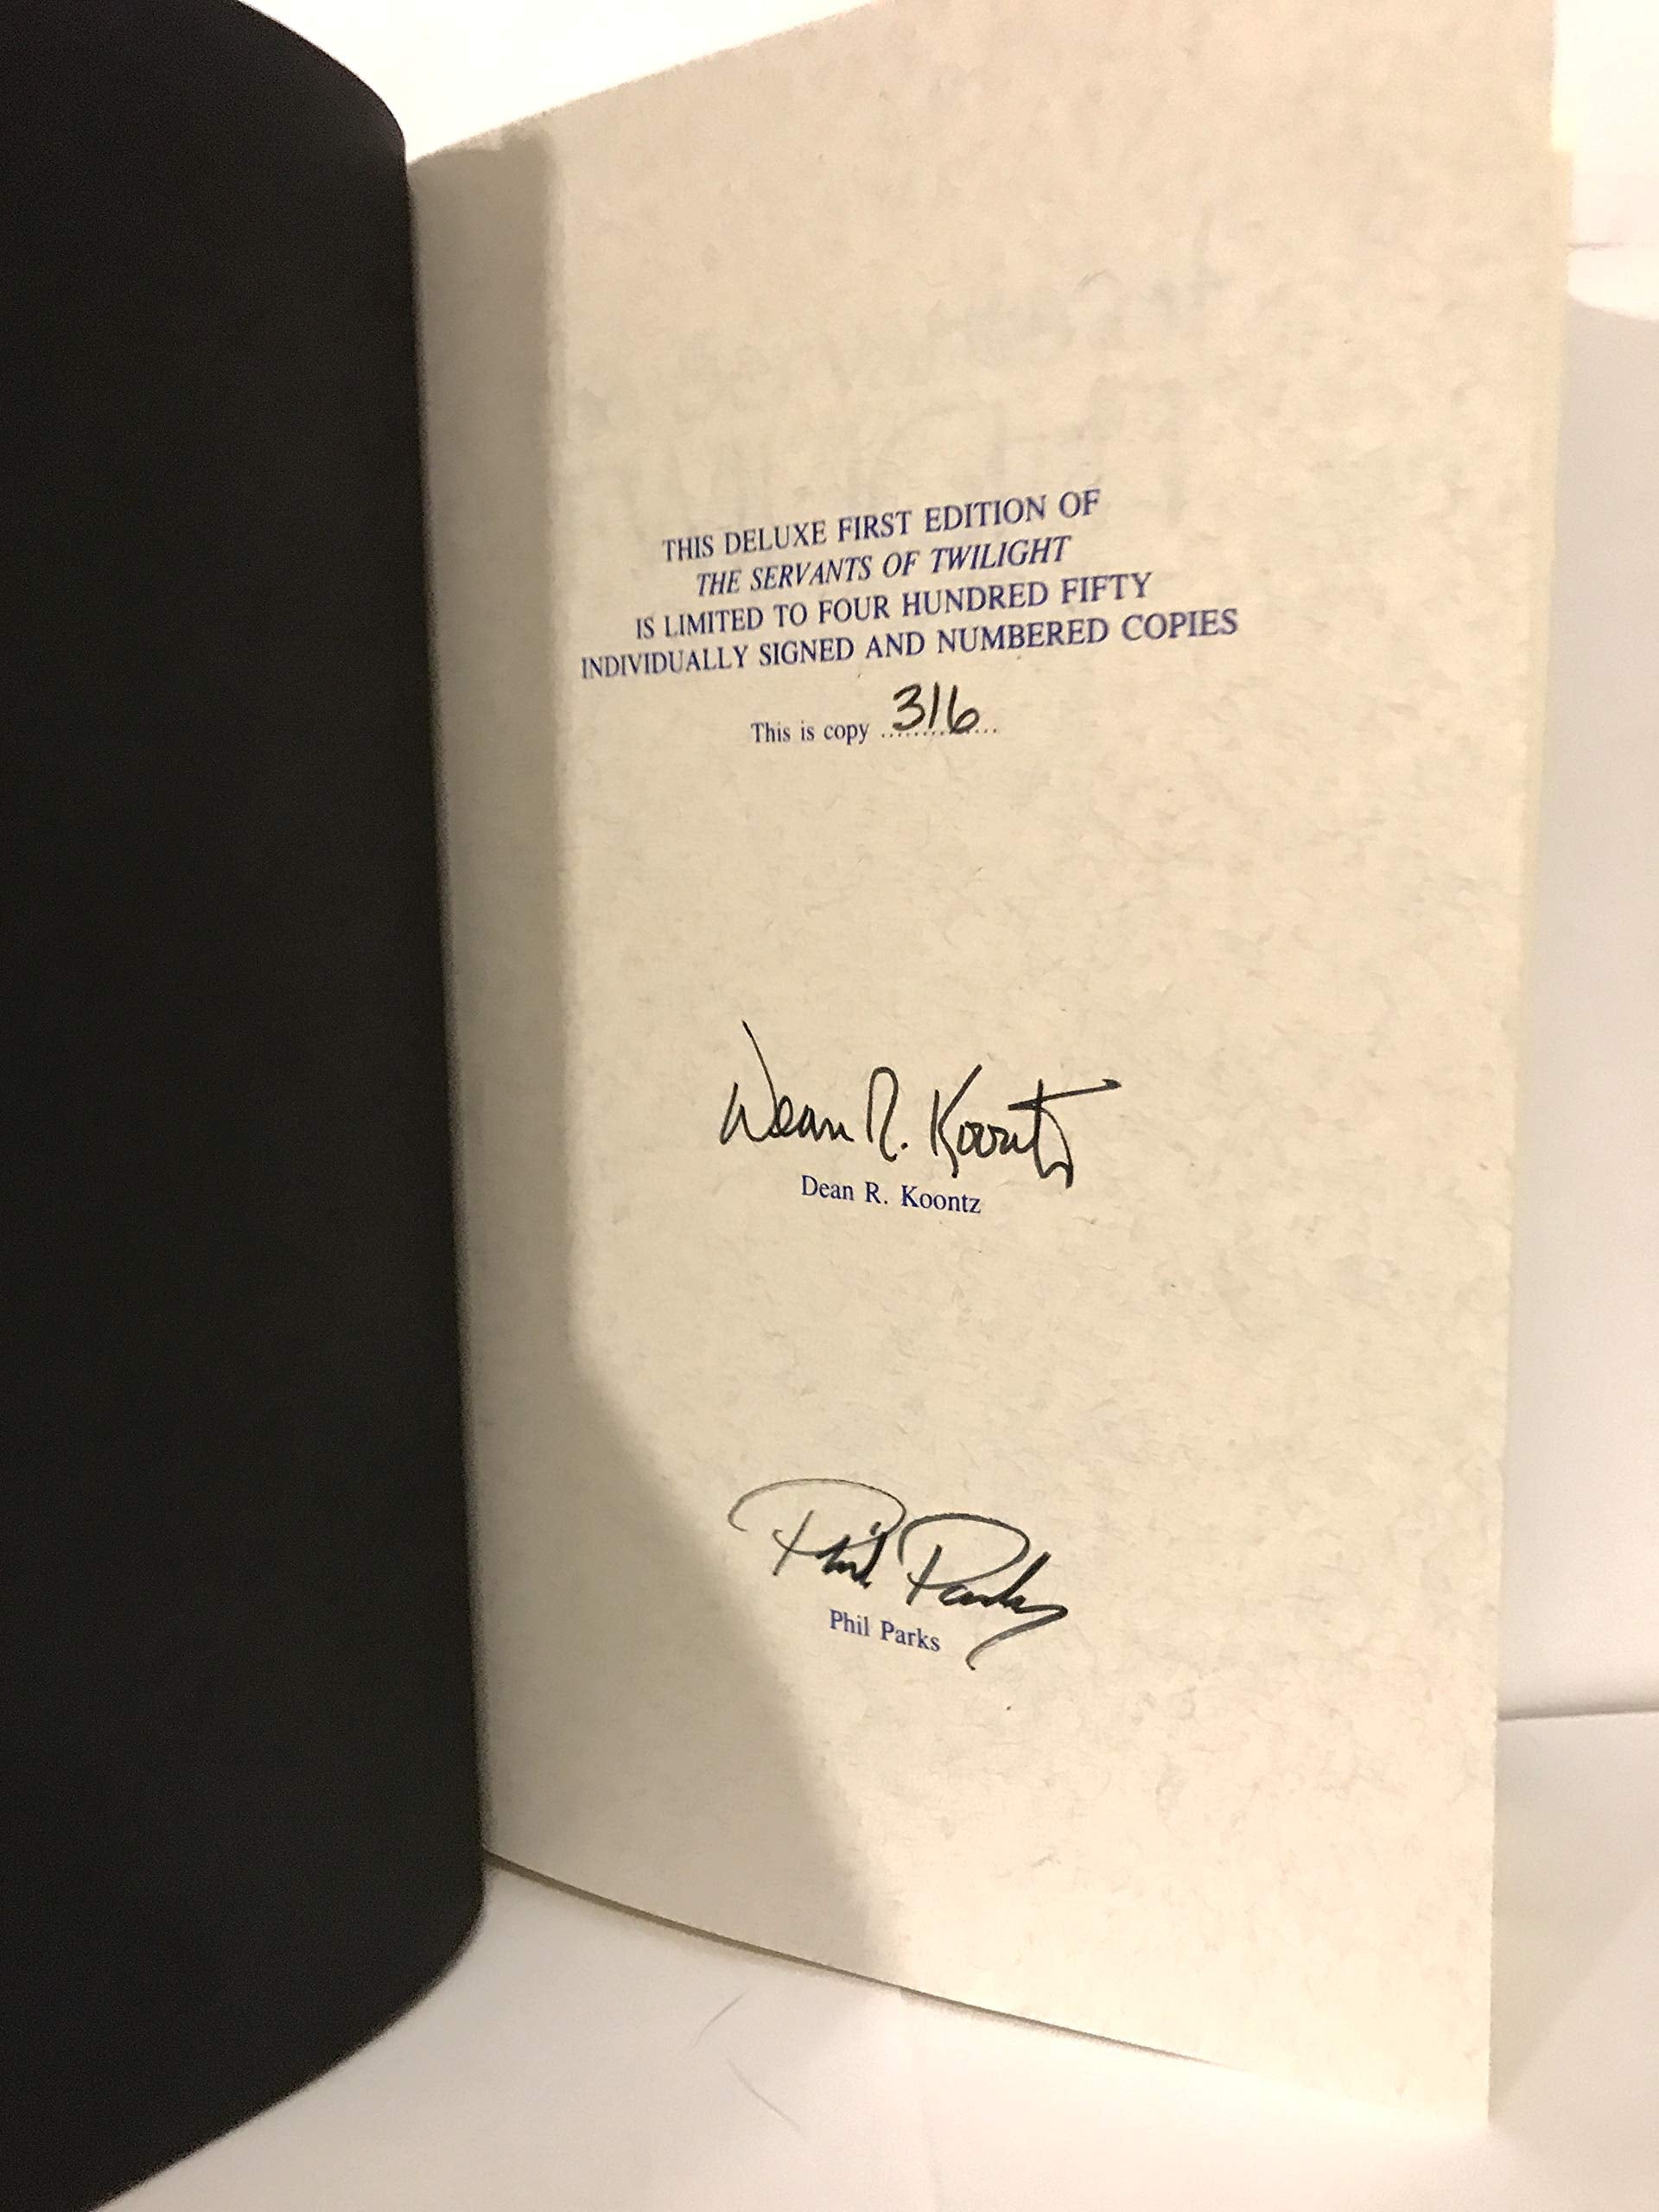 THIS DELUXE FIRST EDITION OF
THE SERVANTS OF TWILIGHT
IS LIMITED TO FOUR HUNDRED FIFTY
INDIVIDUALLY SIGNED AND NUMBERED COPIES
This is copy 316
Dean R. Koontz
Dean R. Koontz
Phil Parks
Phil Parks